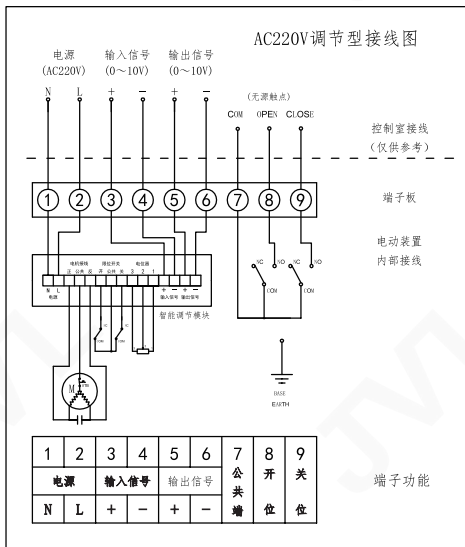 AC220V调节型接线图
电源 输入信号 输出信号
(AC220V) (0～10V) (0～10V)
N L + − + −
(无源触点)
COM OPEN CLOSE
控制室接线
(仅供参考)
1 2 3 4 5 6 7 8 9
端子板
电动装置
内部接线
电机接线 限位开关 电位器
正 公共 反 开 公共 关 3 2 1
N L + − + −
电源 输入信号 输出信号
智能调节模块
NC NO NC NO
COM COM
NC NC
COM COM
M
BASE
EARTH
1 2 3 4 5 6 7 8 9
电源 输入信号 输出信号 公共端 开位 关位
N L + − + −
端子功能